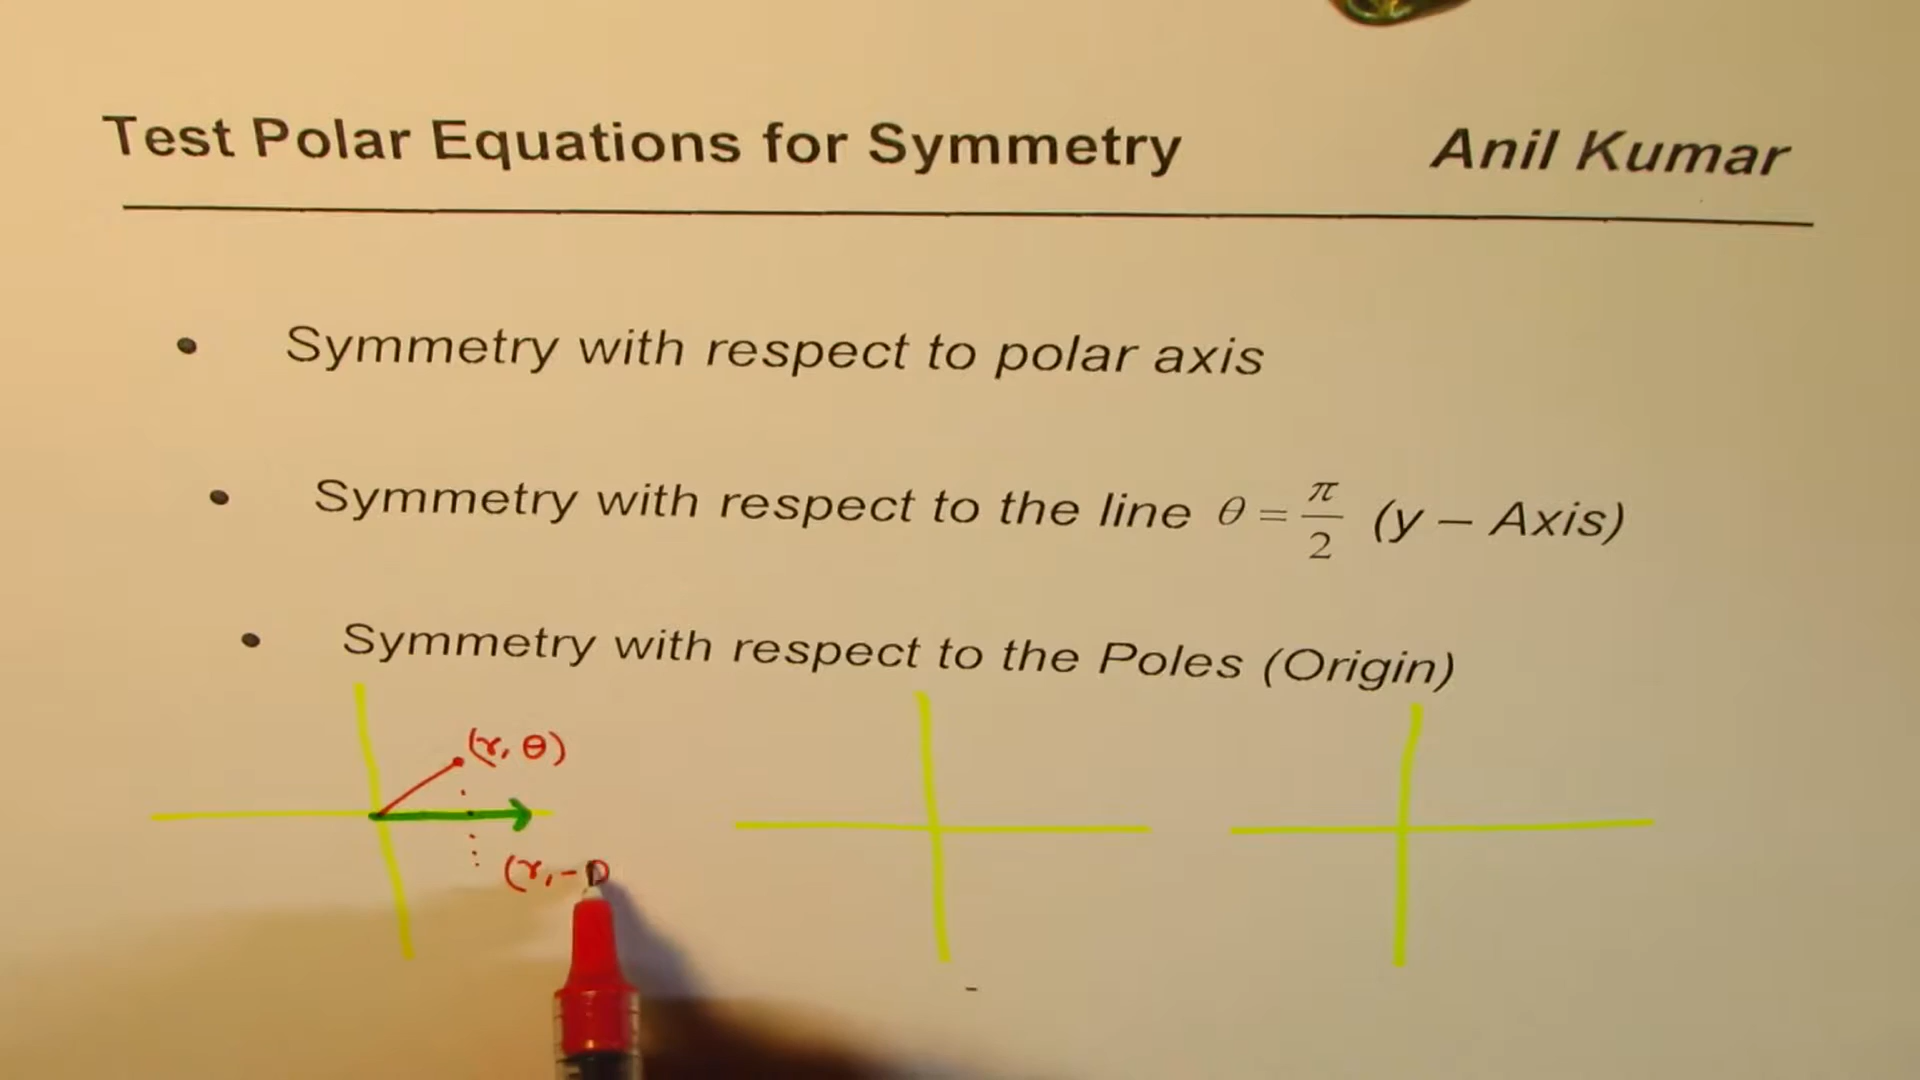 Test Polar Equations for Symmetry Anil Kumar
• Symmetry with respect to polar axis
• Symmetry with respect to the line θ = π/2 (y – Axis)
• Symmetry with respect to the Poles (Origin)
(r, θ)
(r, -